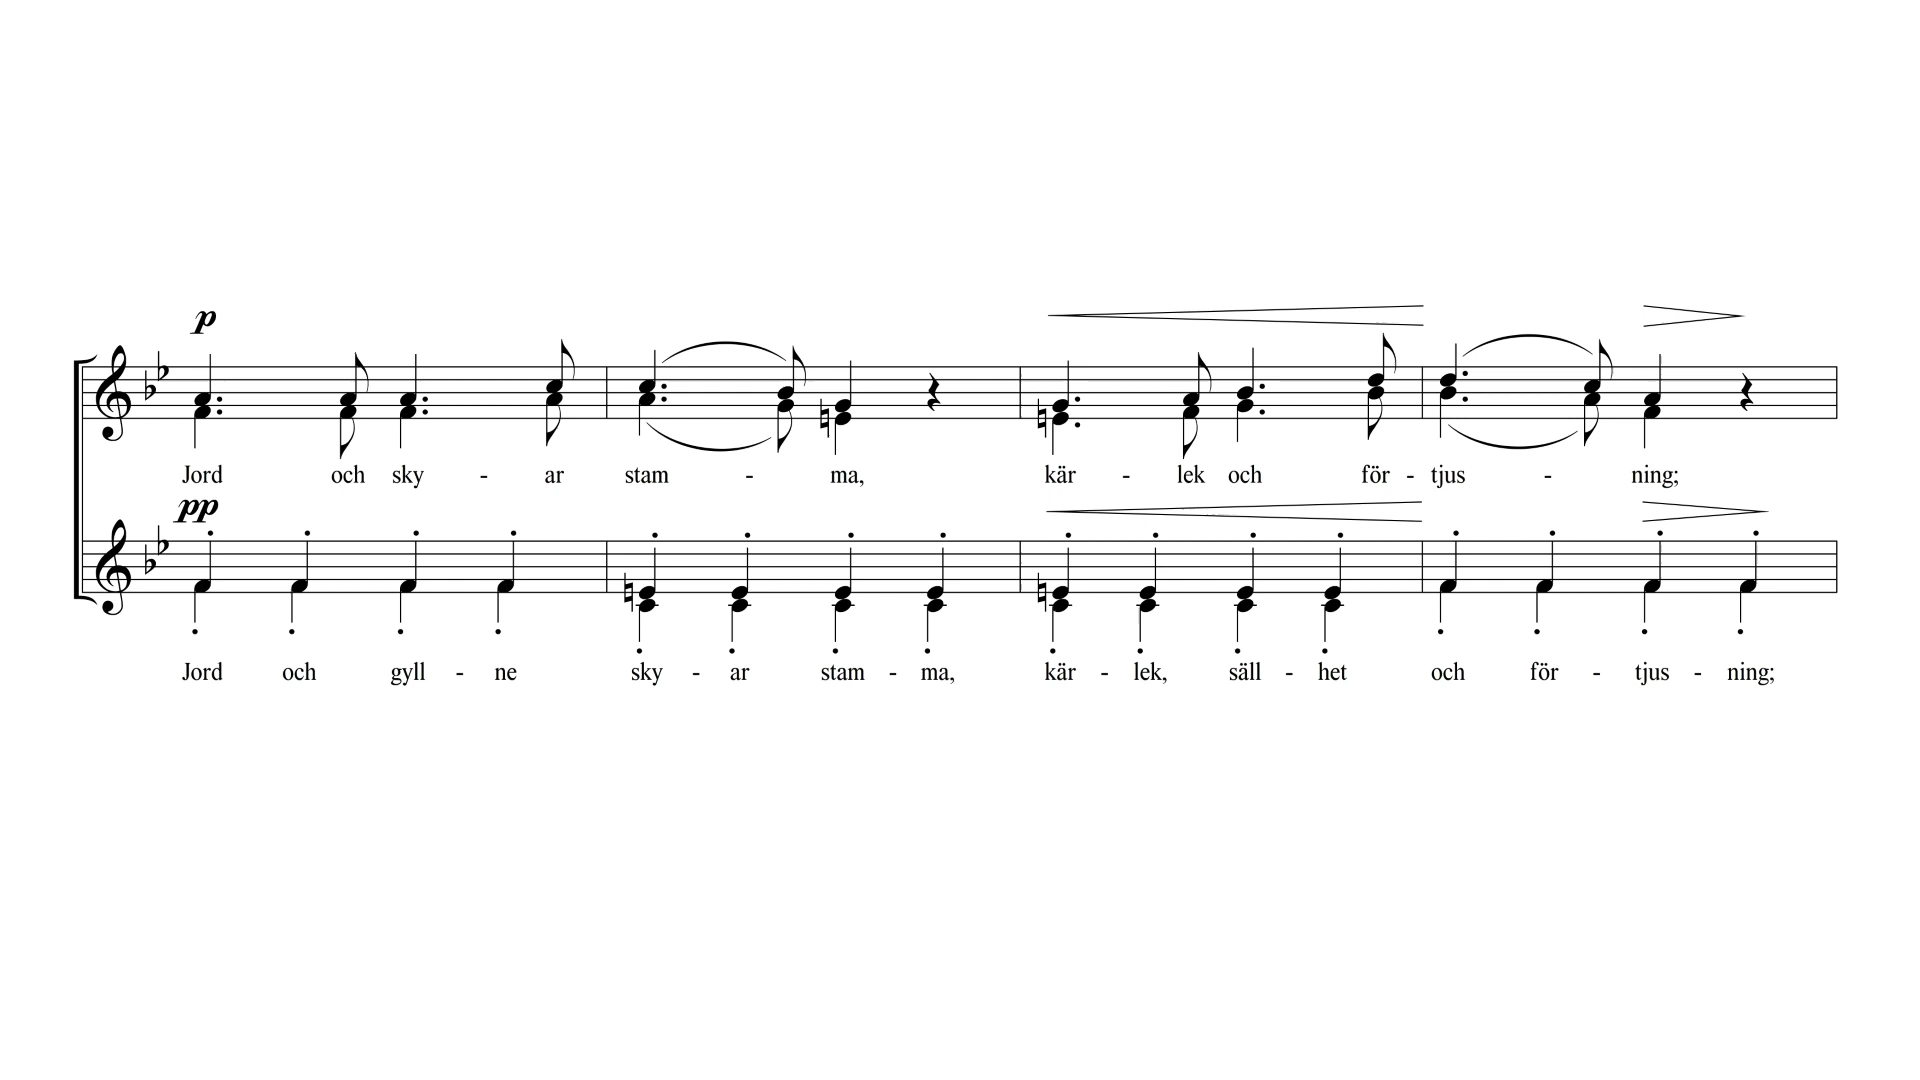 p
Jord och sky - ar stam - ma, kär - lek och för - tjus - ning;
pp
Jord och gyll - ne sky - ar stam - ma, kär - lek, säll - het och för - tjus - ning;